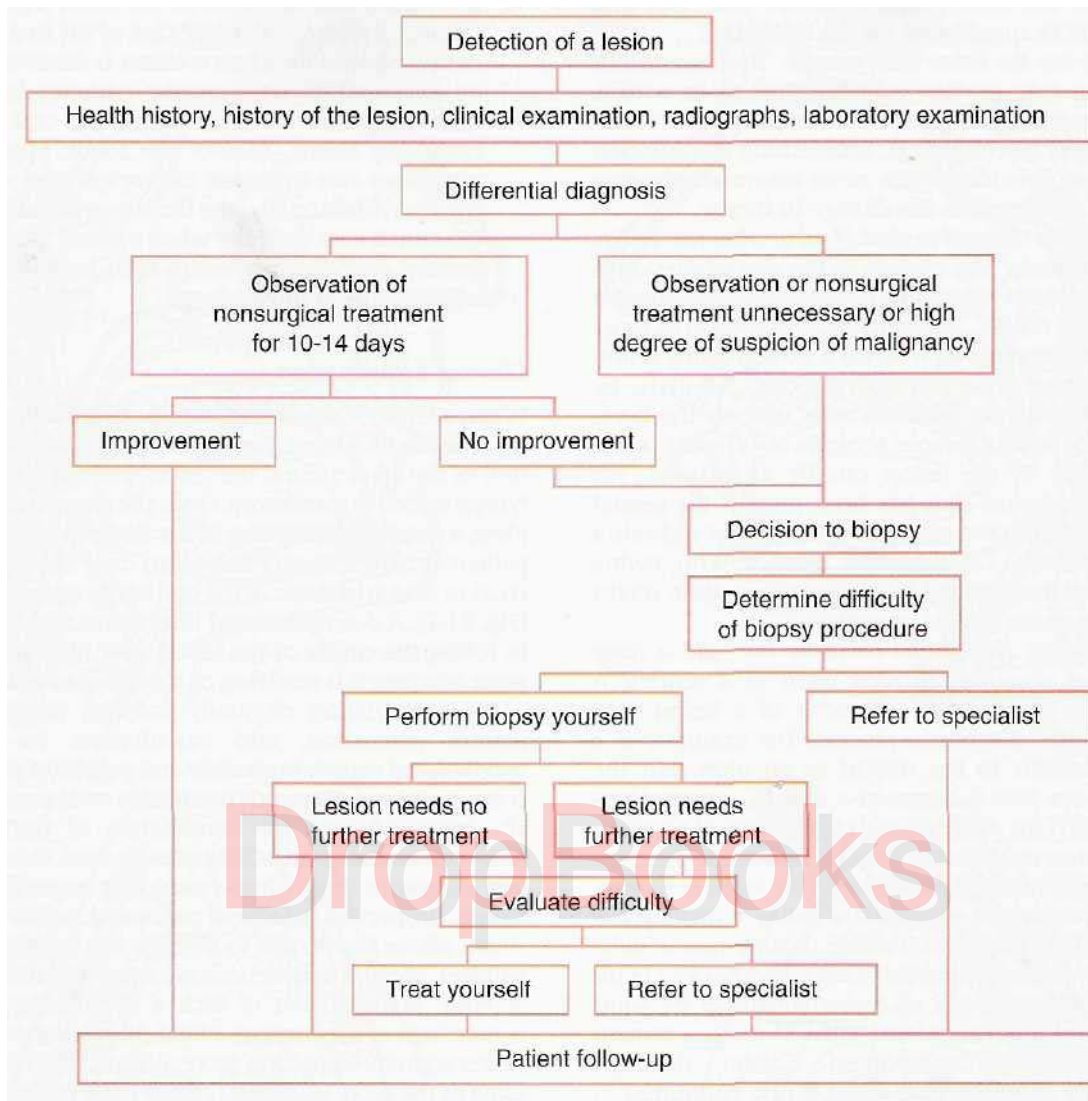 Detection of a lesion
Health history, history of the lesion, clinical examination, radiographs, laboratory examination
Differential diagnosis
Observation of
nonsurgical treatment
for 10-14 days
Observation or nonsurgical
treatment unnecessary or high
degree of suspicion of malignancy
Improvement
No improvement
Decision to biopsy
Determine difficulty
of biopsy procedure
Perform biopsy yourself
Refer to specialist
Lesion needs no
further treatment
Lesion needs
further treatment
DropBooks
Evaluate difficulty
Treat yourself
Refer to specialist
Patient follow-up